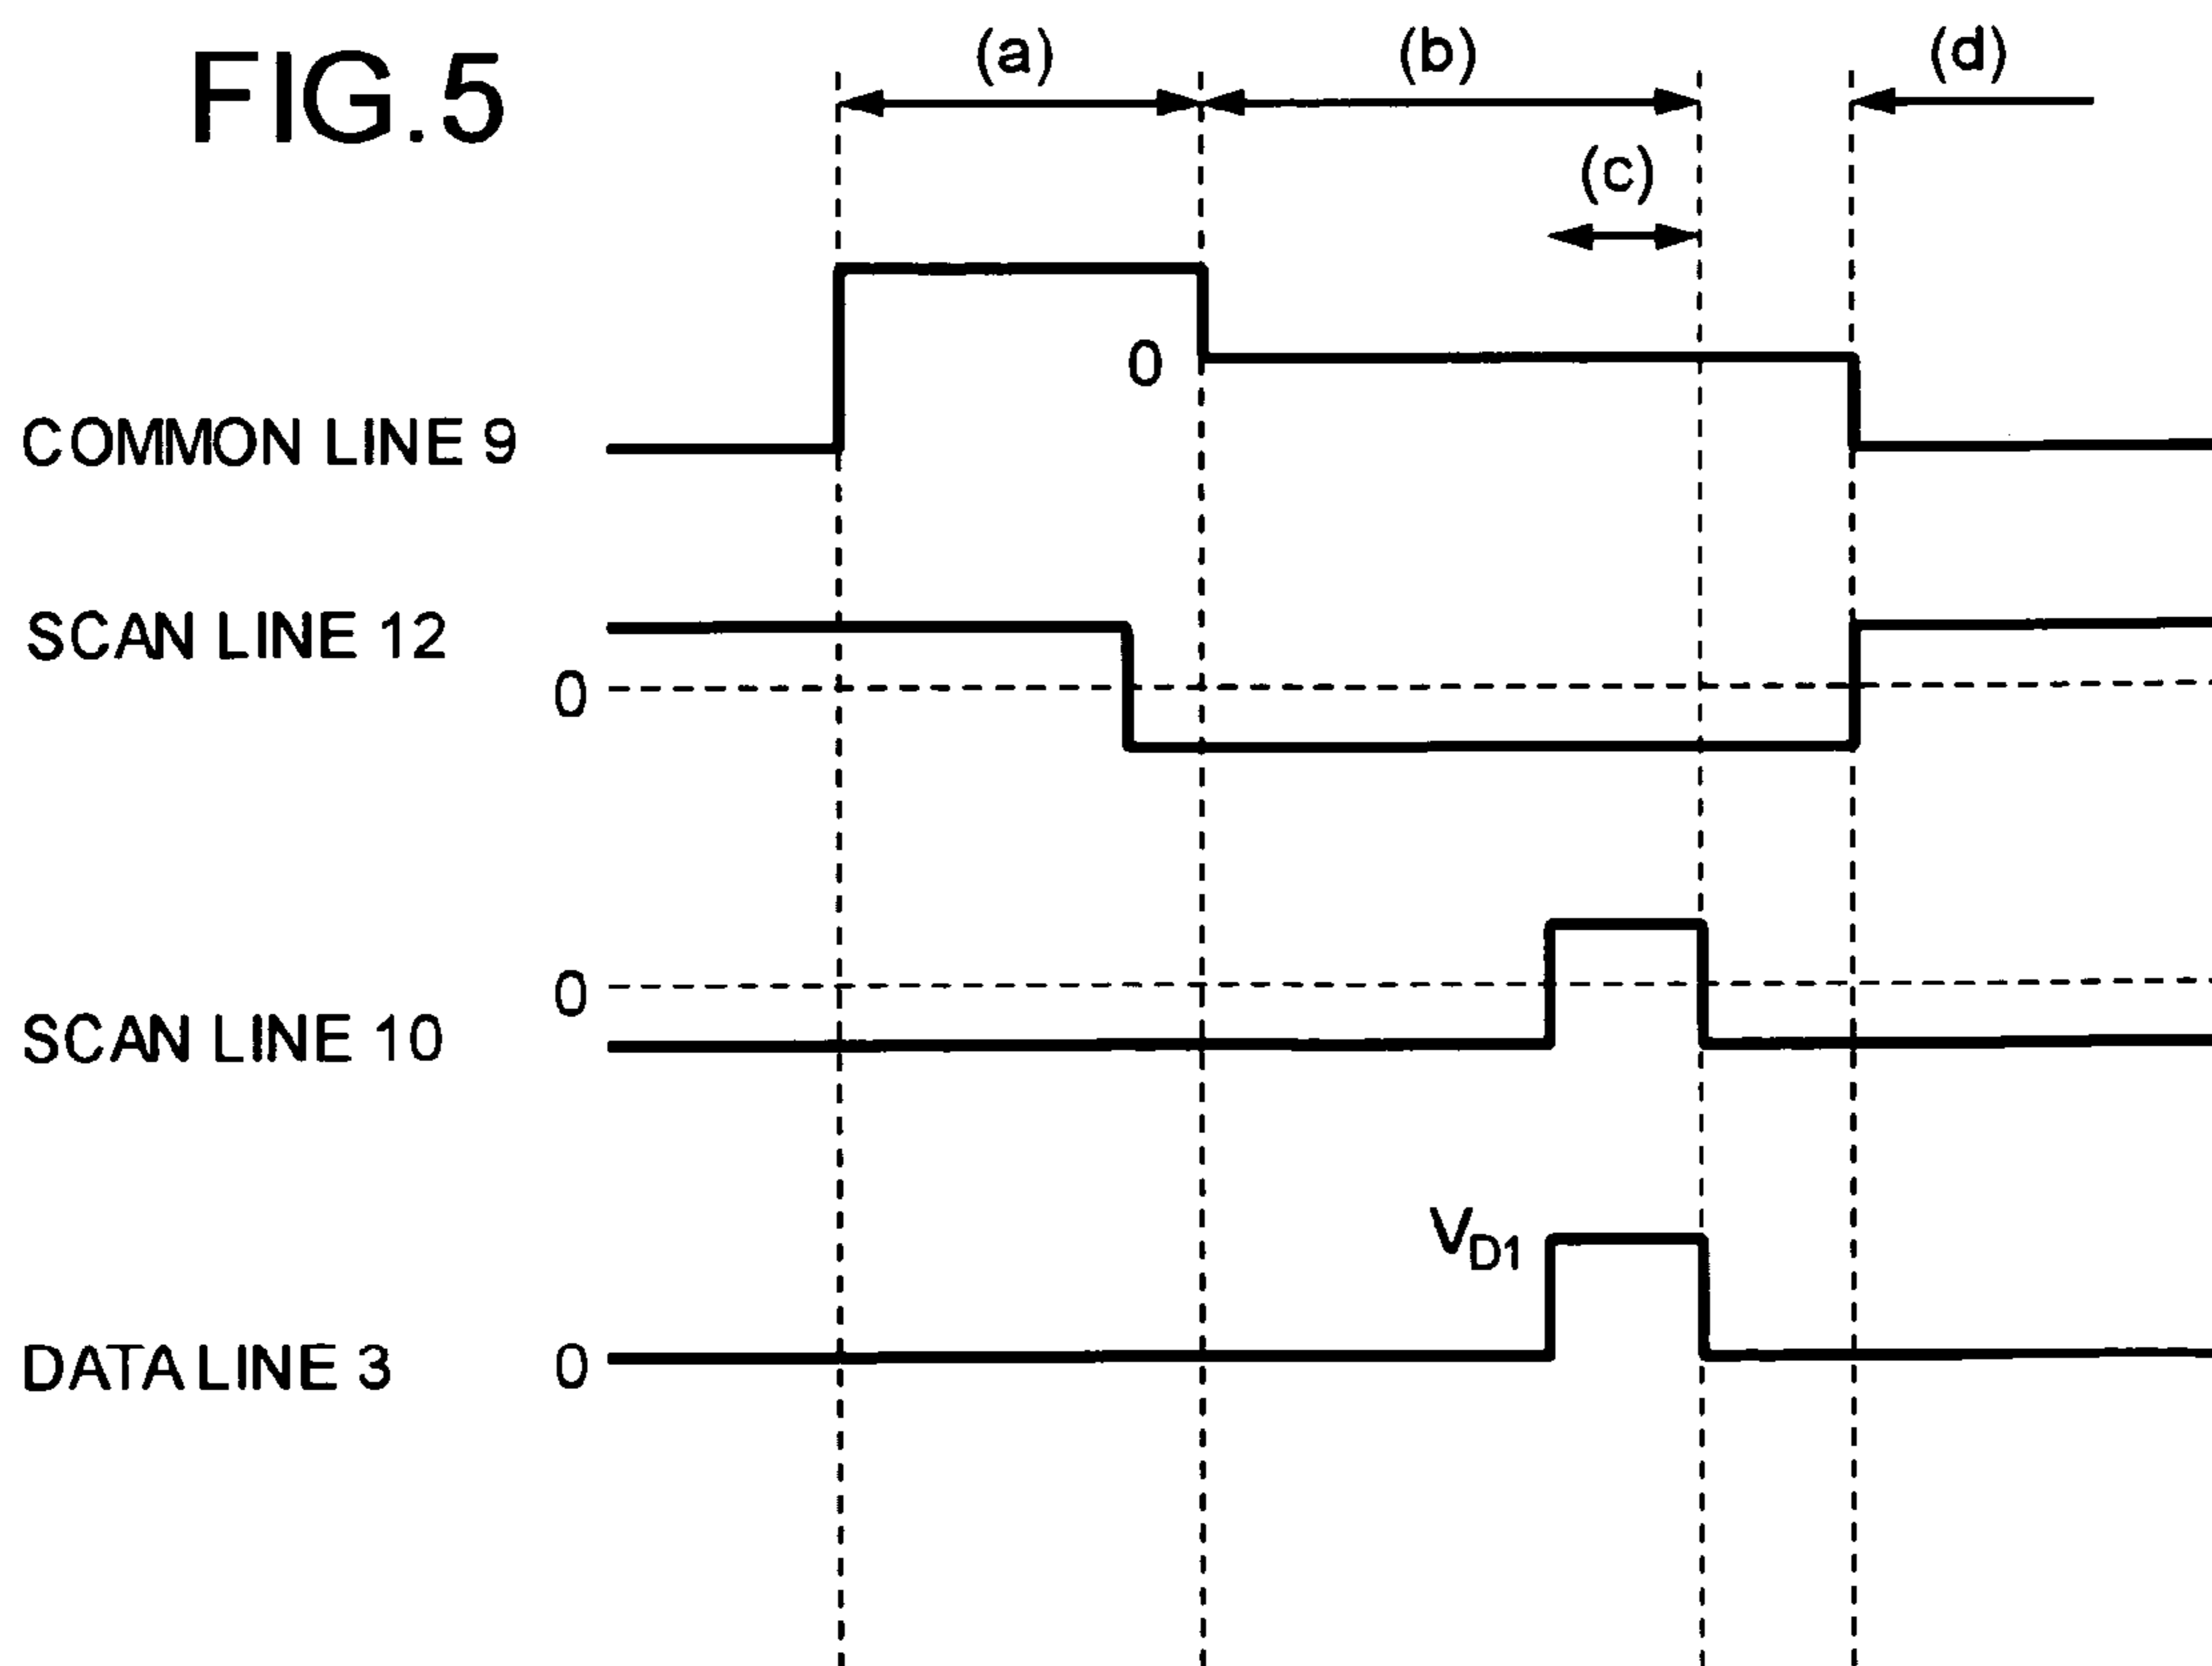 FIG.5
(a)
(b)
(d)
(c)
0
COMMON LINE 9
SCAN LINE 12
0
0
SCAN LINE 10
VD1
DATA LINE 3
0